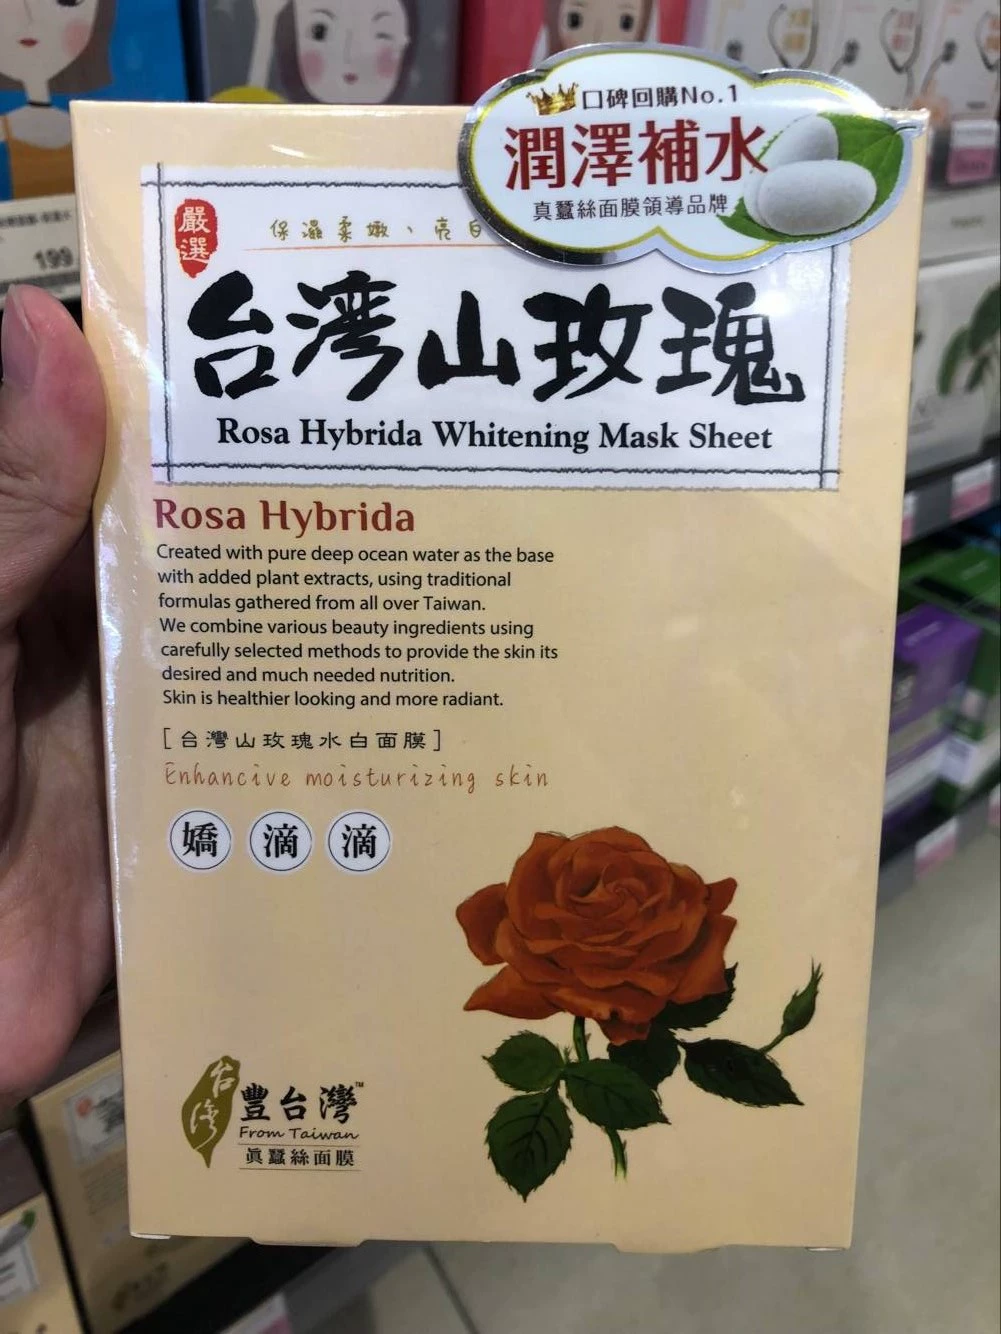 口碑回購No.1
潤澤補水
真蠶絲面膜領導品牌
嚴選
保濕柔嫩、亮白
台灣山玫瑰
Rosa Hybrida Whitening Mask Sheet
Rosa Hybrida
Created with pure deep ocean water as the base
with added plant extracts, using traditional
formulas gathered from all over Taiwan.
We combine various beauty ingredients using
carefully selected methods to provide the skin its
desired and much needed nutrition.
Skin is healthier looking and more radiant.
[台灣山玫瑰水白面膜]
Enhancive moisturizing skin
嬌 滴 滴
台灣
豐台灣™
From Taiwan
真蠶絲面膜
199